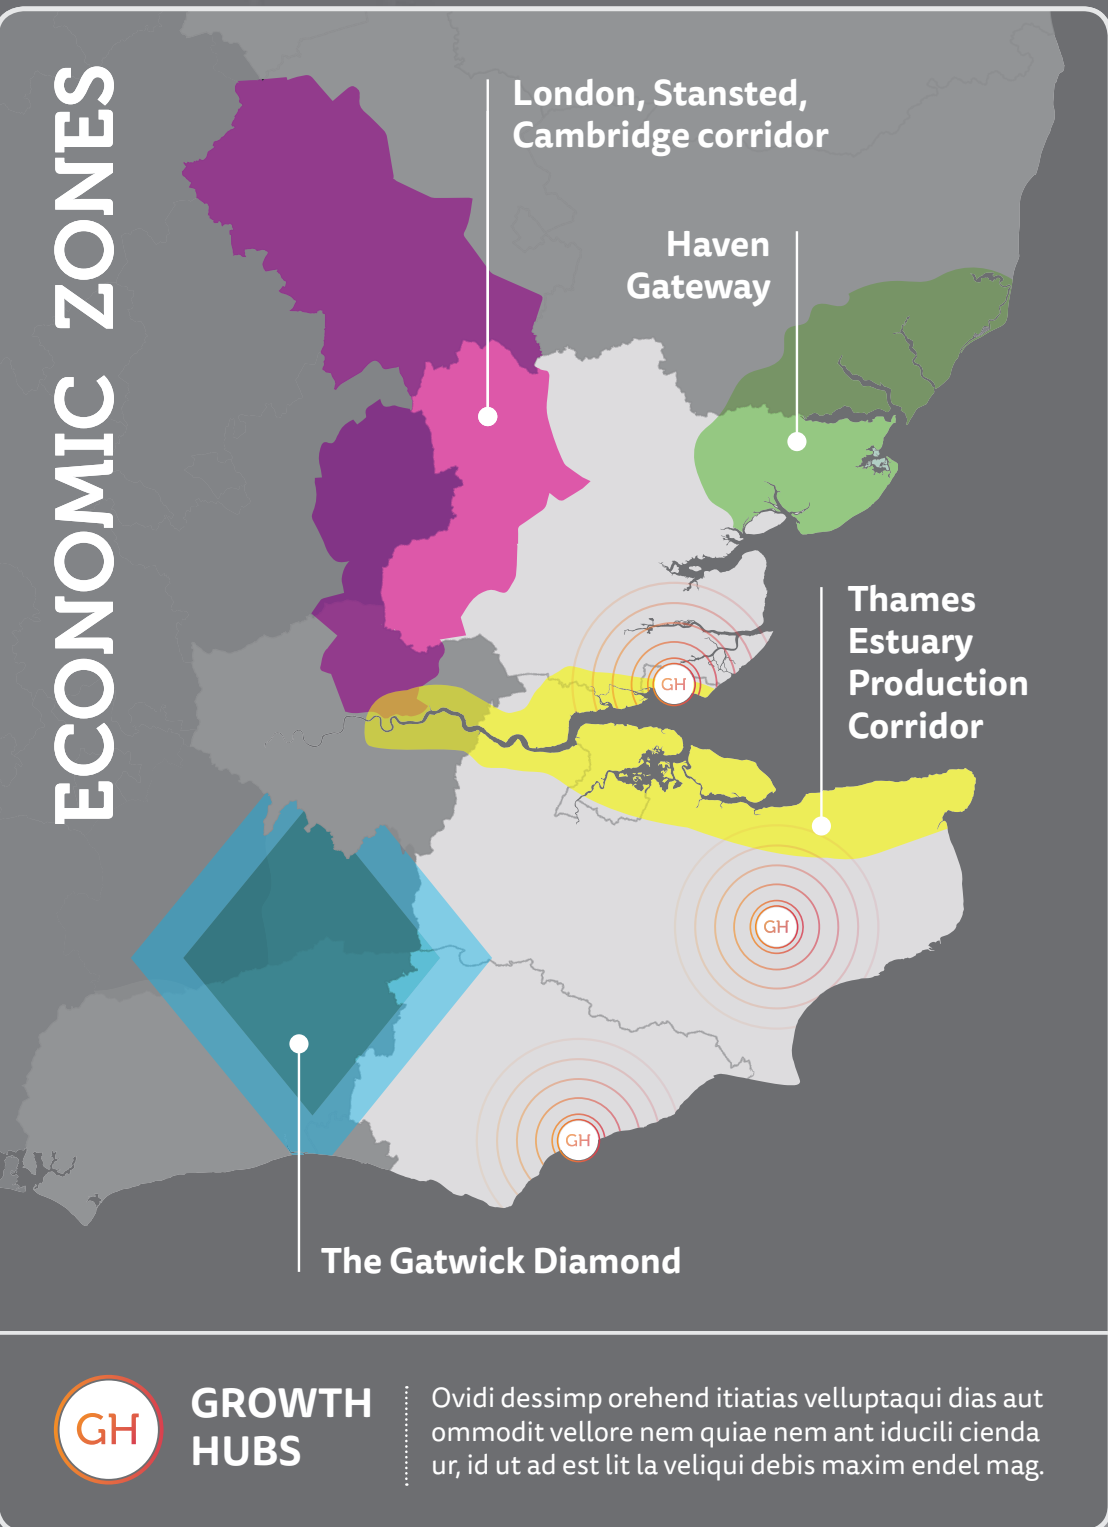 ECONOMIC ZONES
London, Stansted,
Cambridge corridor
Haven
Gateway
Thames
Estuary
Production
Corridor
GH
GH
GH
The Gatwick Diamond
GH
GROWTH
HUBS
Ovidi dessimp orehend itiatias velluptaqui dias aut
ommodit vellore nem quiae nem ant iducili cienda
ur, id ut ad est lit la veliqui debis maxim endel mag.